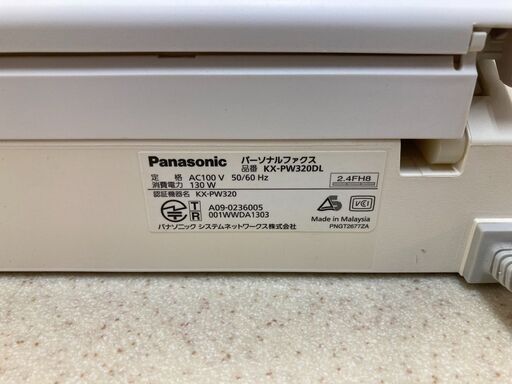 Panasonic パーソナルファクス
品番 KX-PW320DL
定 格 AC100 V 50/60 Hz
消費電力 130 W
2.4FH8
認証機器名 KX-PW320
T R A09-0236005
001WWDA1303
VCCI
Made in Malaysia
パナソニック システムネットワークス株式会社
PNGT2677ZA